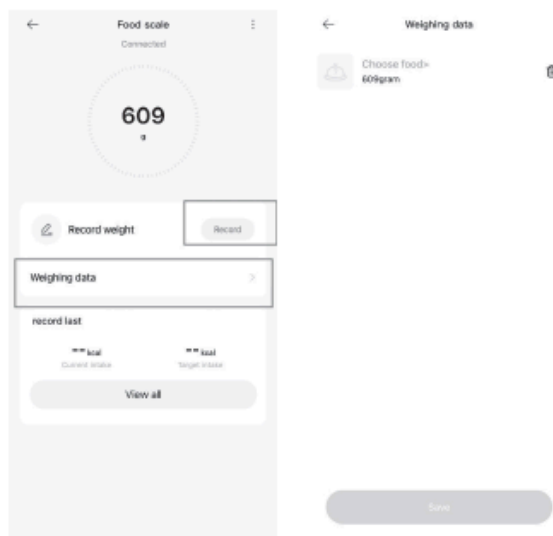 Food scale
Connected
609
g
Record weight
Record
Weighing data
record last
-- kcal
-- kcal
Current intake
Target intake
View all
Weighing data
Choose food>
609gram
Save